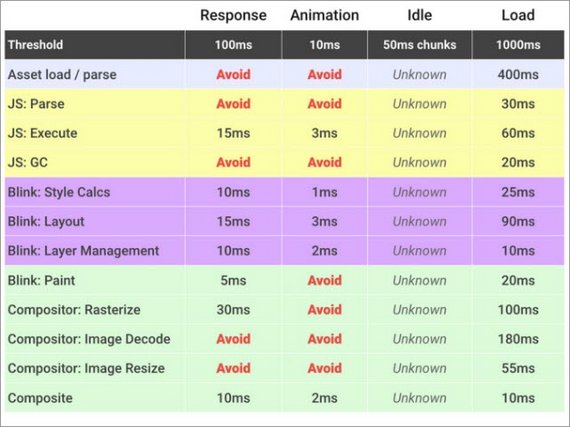 Response Animation Idle Load
Threshold 100ms 10ms 50ms chunks 1000ms
Asset load / parse Avoid Avoid Unknown 400ms
JS: Parse Avoid Avoid Unknown 30ms
JS: Execute 15ms 3ms Unknown 60ms
JS: GC Avoid Avoid Unknown 20ms
Blink: Style Calcs 10ms 1ms Unknown 25ms
Blink: Layout 15ms 3ms Unknown 90ms
Blink: Layer Management 10ms 2ms Unknown 10ms
Blink: Paint 5ms Avoid Unknown 20ms
Compositor: Rasterize 30ms Avoid Unknown 100ms
Compositor: Image Decode Avoid Avoid Unknown 180ms
Compositor: Image Resize Avoid Avoid Unknown 55ms
Composite 10ms 2ms Unknown 10ms